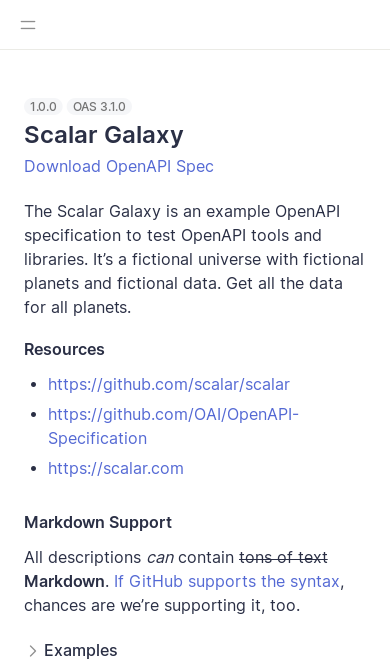 1.0.0 OAS 3.1.0
Scalar Galaxy
Download OpenAPI Spec
The Scalar Galaxy is an example OpenAPI
specification to test OpenAPI tools and
libraries. It’s a fictional universe with fictional
planets and fictional data. Get all the data
for all planets.
Resources
https://github.com/scalar/scalar
https://github.com/OAI/OpenAPI-
Specification
https://scalar.com
Markdown Support
All descriptions can contain tons of text
Markdown. If GitHub supports the syntax,
chances are we’re supporting it, too.
Examples